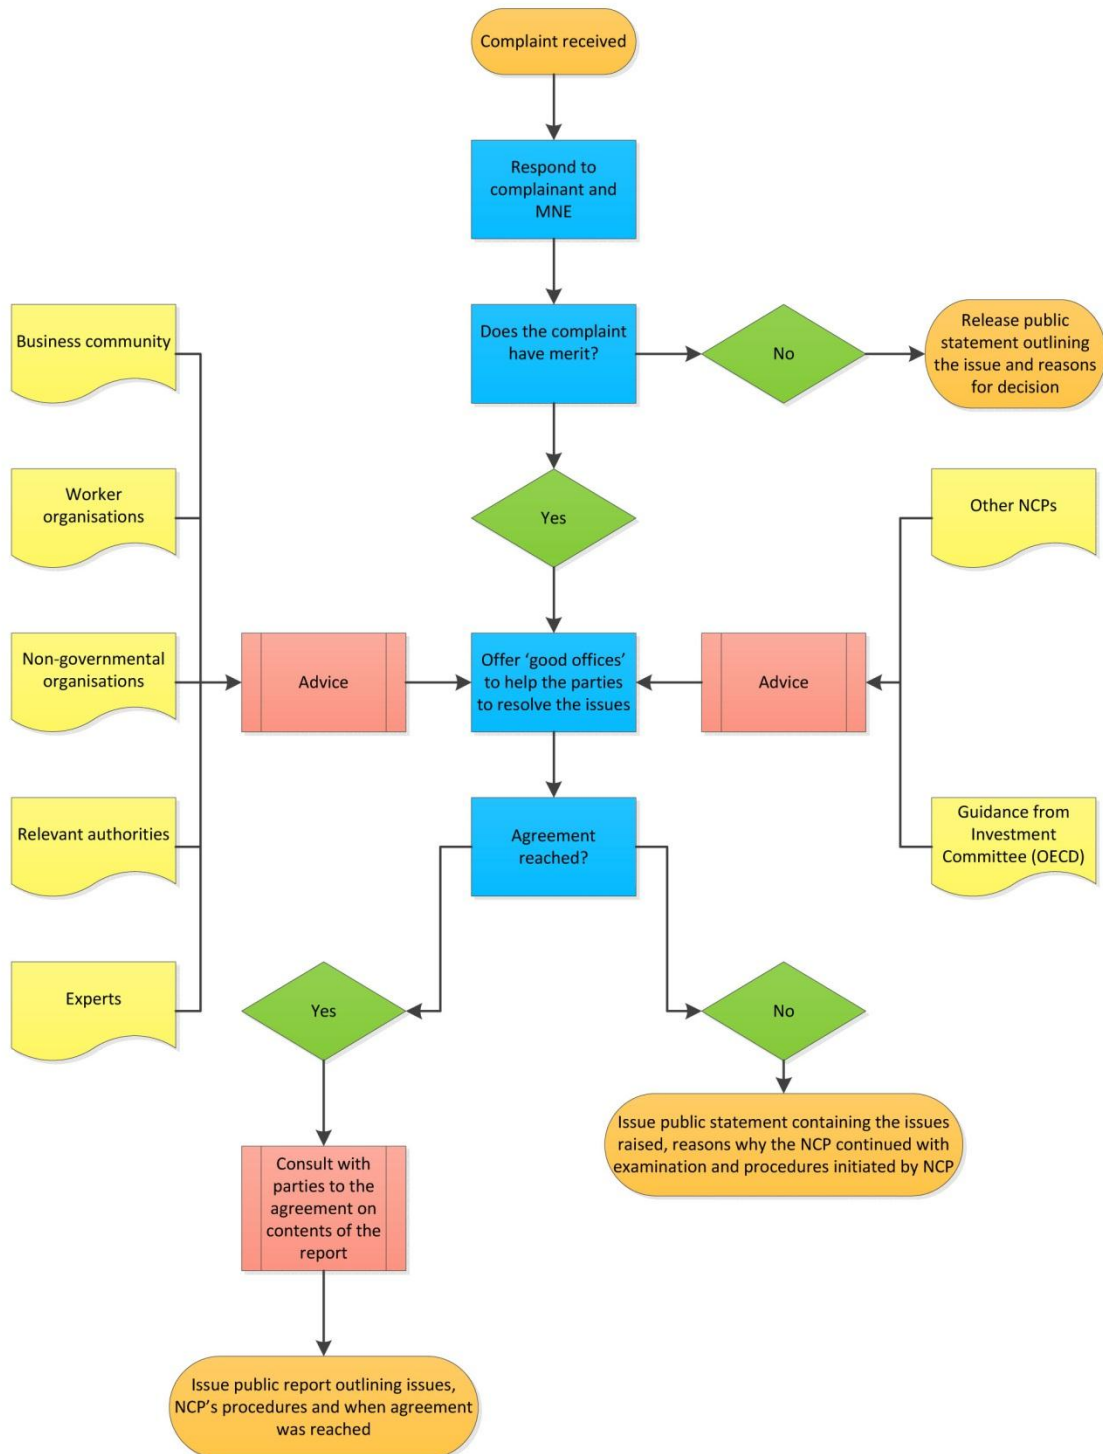 Complaint received
Respond to
complainant and
MNE
Does the complaint
have merit?
No
Release public
statement outlining
the issue and reasons
for decision
Business community
Yes
Worker
organisations
Other NCPs
Non-governmental
organisations
Advice
Offer ‘good offices’
to help the parties
to resolve the issues
Advice
Relevant authorities
Agreement
reached?
Guidance from
Investment
Committee (OECD)
Experts
Yes
No
Issue public statement containing the issues
raised, reasons why the NCP continued with
examination and procedures initiated by NCP
Consult with
parties to the
agreement on
contents of the
report
Issue public report outlining issues,
NCP’s procedures and when agreement
was reached